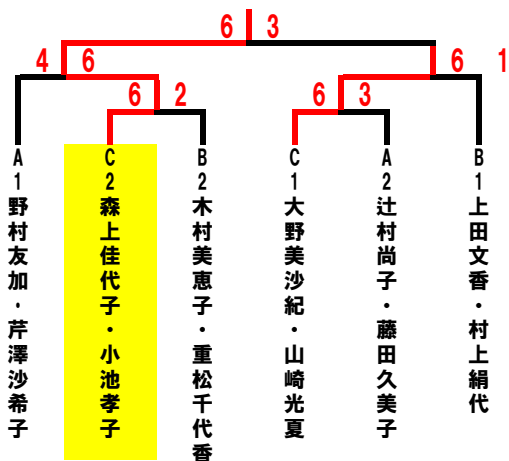 6 3
4 6 6 1
6 2 6 3
A1 野村友加・芹澤沙希子
C2 森上佳代子・小池孝子
B2 木村美恵子・重松千代香
C1 大野美沙紀・山崎光夏
A2 辻村尚子・藤田久美子
B1 上田文香・村上絹代